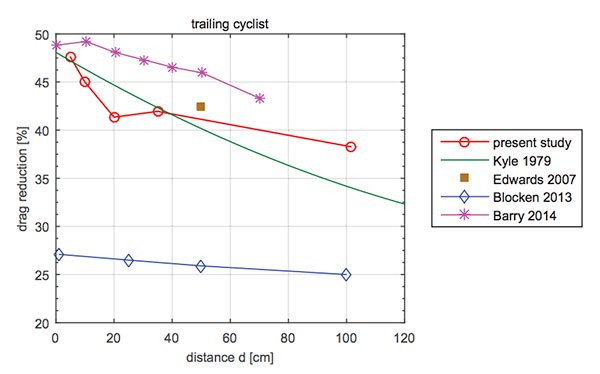 trailing cyclist
50
45
40
35
30
25
20
drag reduction [%]
0 20 40 60 80 100 120
distance d [cm]
present study
Kyle 1979
Edwards 2007
Blocken 2013
Barry 2014